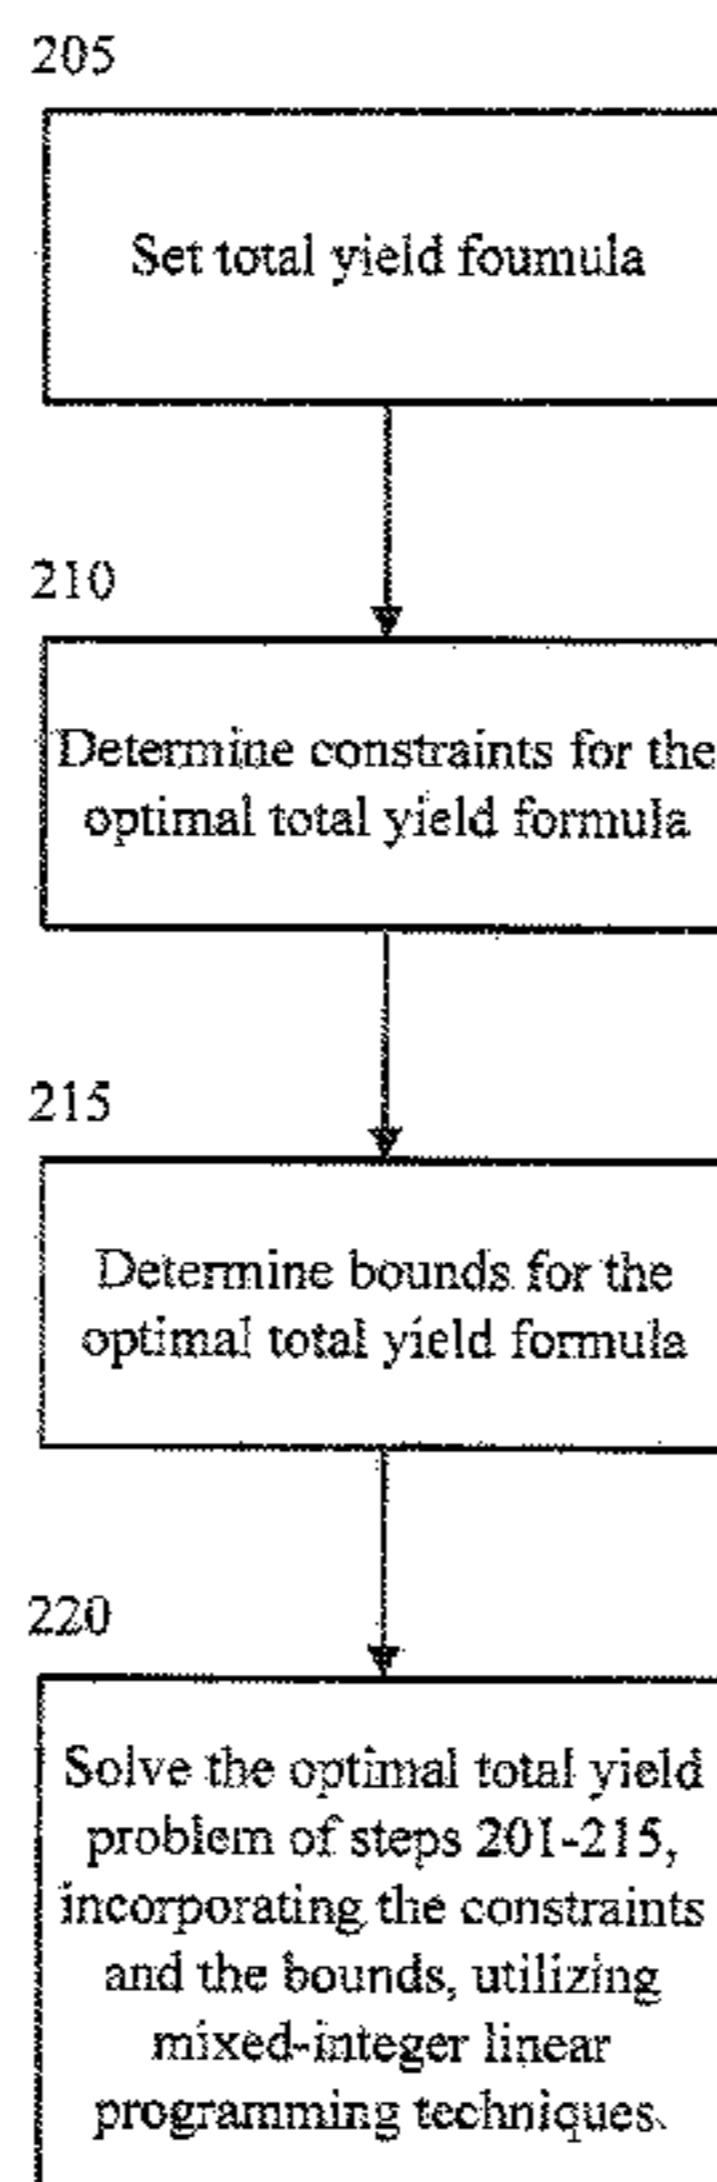 205
Set total yield foumula
210
Determine constraints for the
optimal total yield formula
215
Determine bounds for the
optimal total yield formula
220
Solve the optimal total yield
problem of steps 201-215,
incorporating the constraints
and the bounds, utilizing
mixed-integer linear
programming techniques.